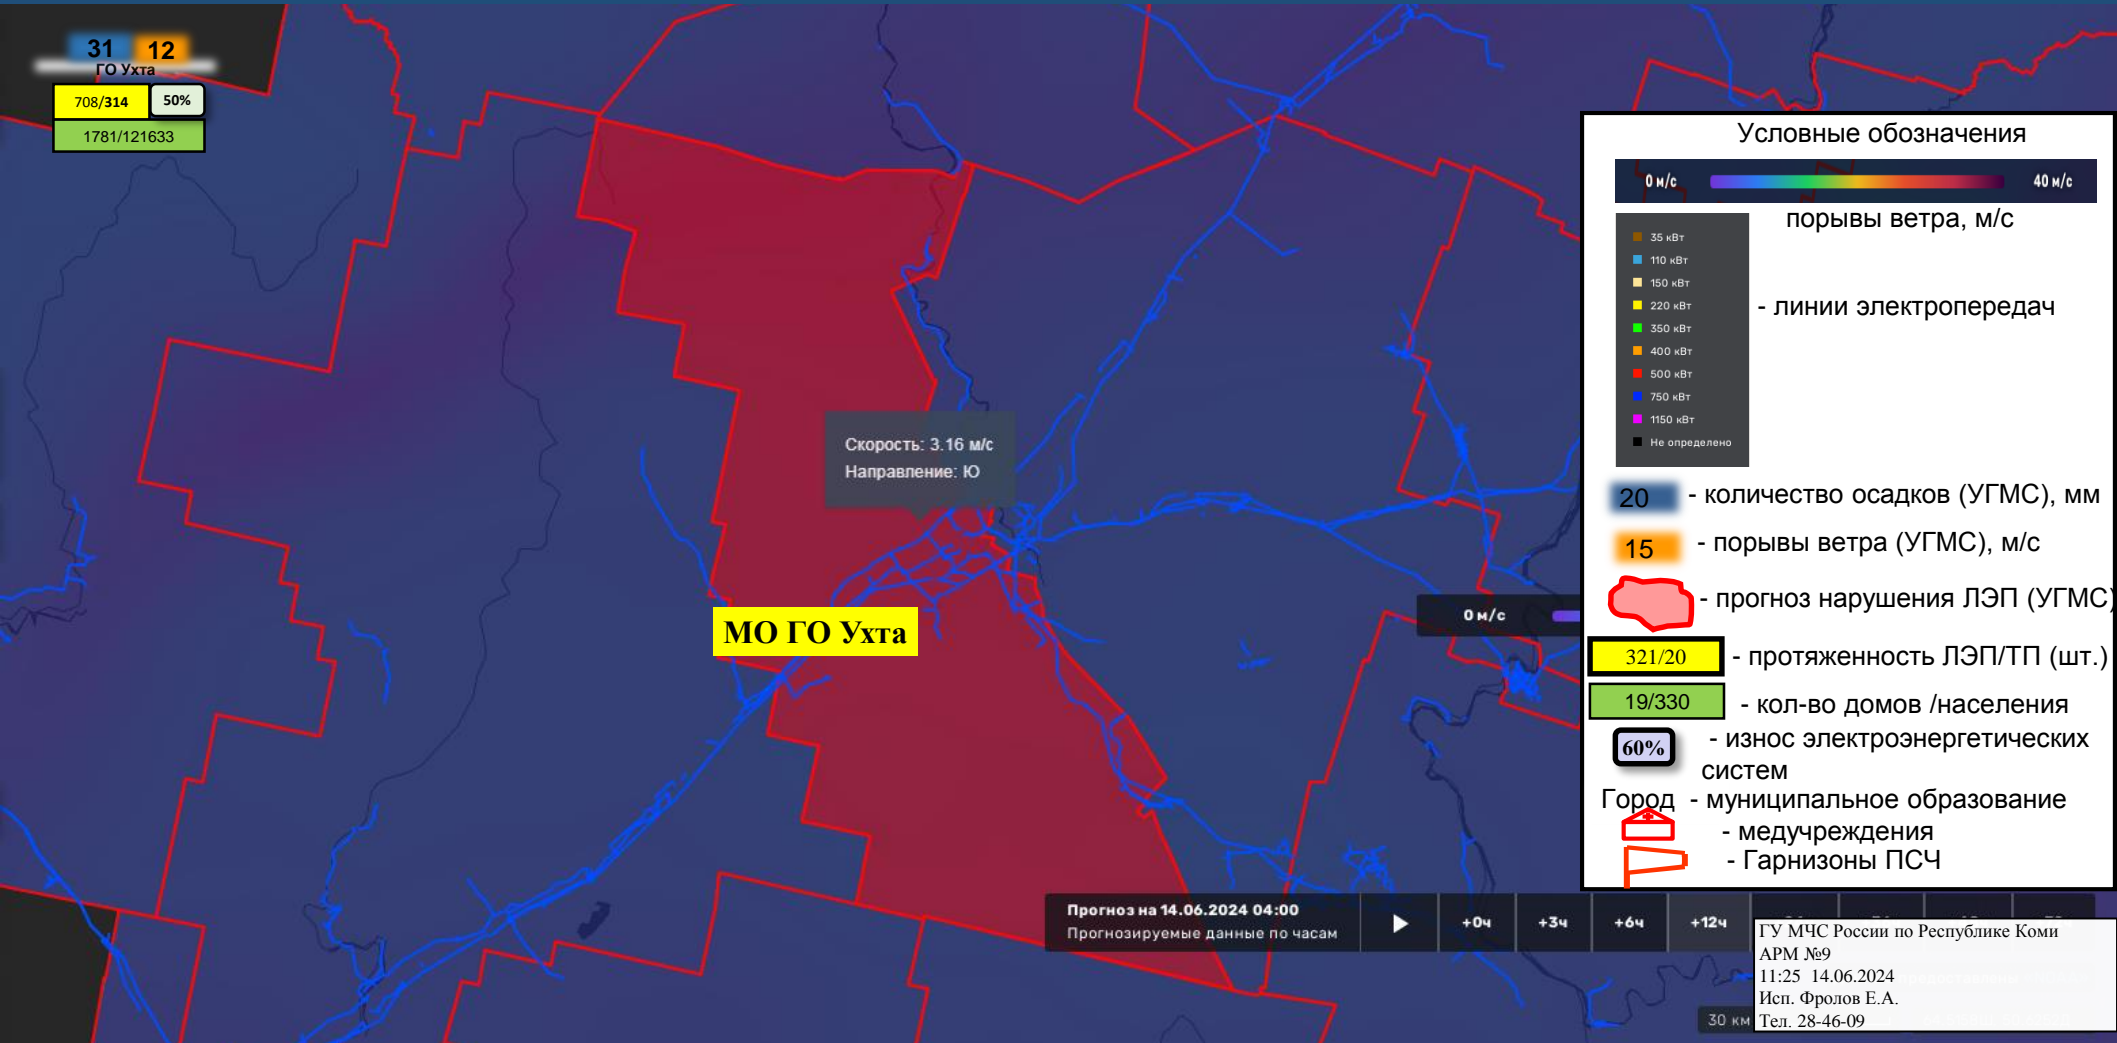 31 12
ГО Ухта
708/314 50%
1781/121633
Скорость: 3.16 м/с
Направление: Ю
МО ГО Ухта
0 м/с
Условные обозначения
0 м/с 40 м/с
порывы ветра, м/с
35 кВт
110 кВт
150 кВт
220 кВт
350 кВт
400 кВт
500 кВт
750 кВт
1150 кВт
Не определено
- линии электропередач
20 - количество осадков (УГМС), мм
15 - порывы ветра (УГМС), м/с
- прогноз нарушения ЛЭП (УГМС)
321/20 - протяженность ЛЭП/ТП (шт.)
19/330 - кол-во домов /населения
60% - износ электроэнергетических
систем
Город - муниципальное образование
- медучреждения
- Гарнизоны ПСЧ
Прогноз на 14.06.2024 04:00
Прогнозируемые данные по часам
+0ч +3ч +6ч +12ч
ГУ МЧС России по Республике Коми
АРМ №9
11:25 14.06.2024
Исп. Фролов Е.А.
Тел. 28-46-09
30 км